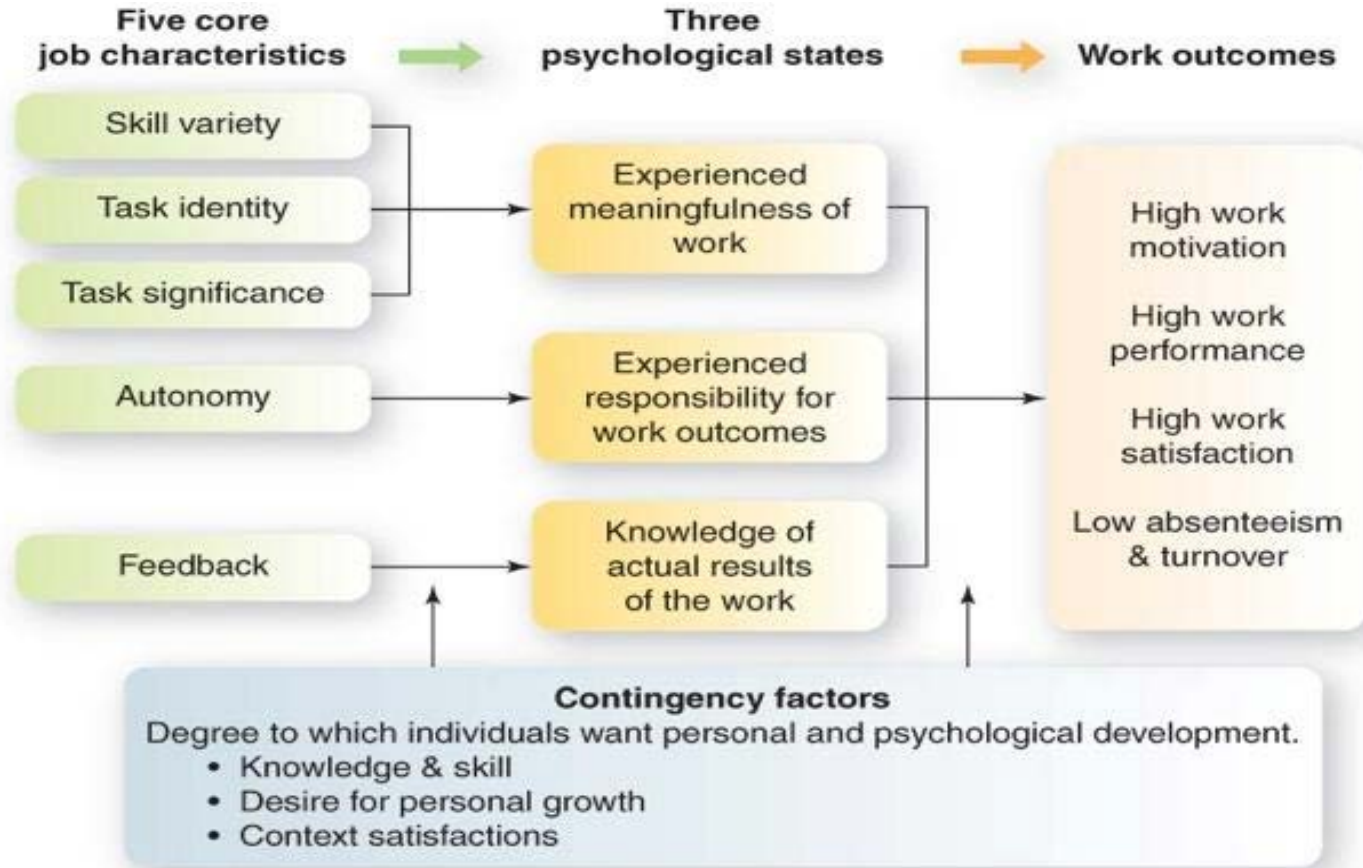 Five core
job characteristics
Three
psychological states
Work outcomes
Skill variety
Task identity
Task significance
Autonomy
Feedback
Experienced
meaningfulness of
work
Experienced
responsibility for
work outcomes
Knowledge of
actual results
of the work
High work
motivation
High work
performance
High work
satisfaction
Low absenteeism
& turnover
Contingency factors
Degree to which individuals want personal and psychological development.
• Knowledge & skill
• Desire for personal growth
• Context satisfactions